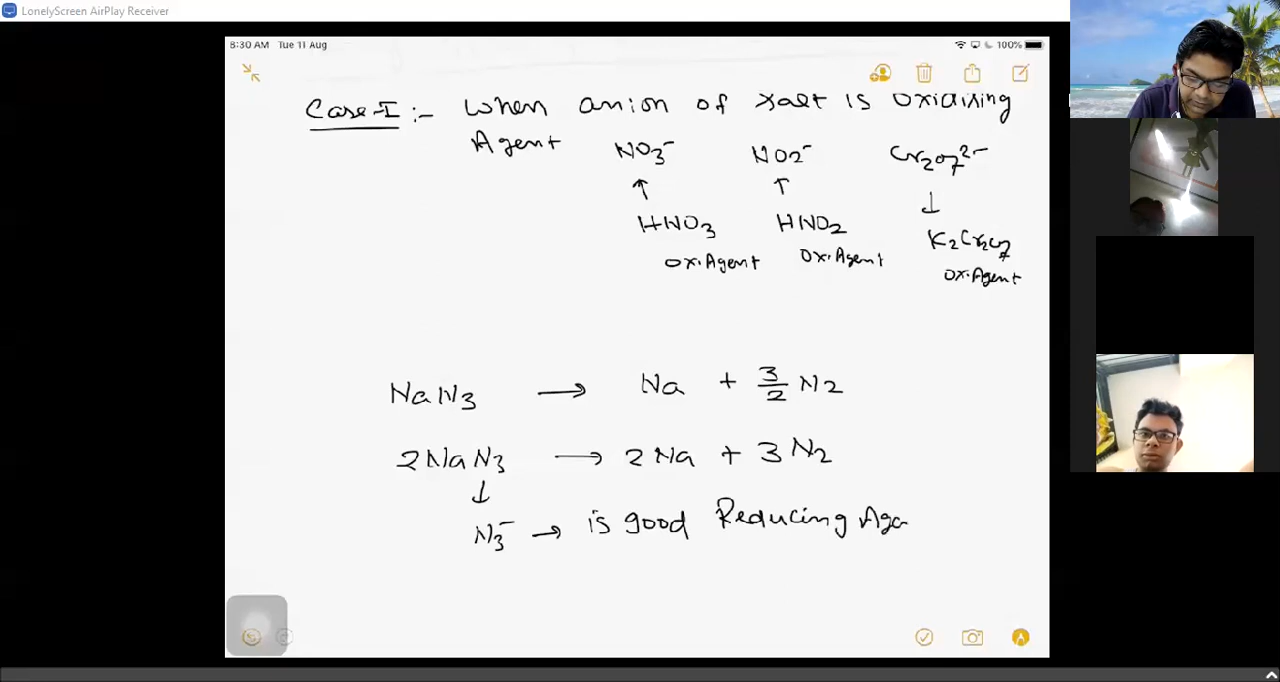 LonelyScreen AirPlay Receiver
8:30 AM Tue 11 Aug 100%
Case-I :- When anion of salt is oxidising
Agent NO3⁻ NO2⁻ Cr2O7²⁻
↑ ↑ ↓
HNO3 HNO2 K2Cr2O7
Ox.Agent Ox.Agent Ox.Agent
NaN3 → Na + 3/2 N2
2NaN3 → 2Na + 3N2
↓
N3⁻ → is good Reducing Age